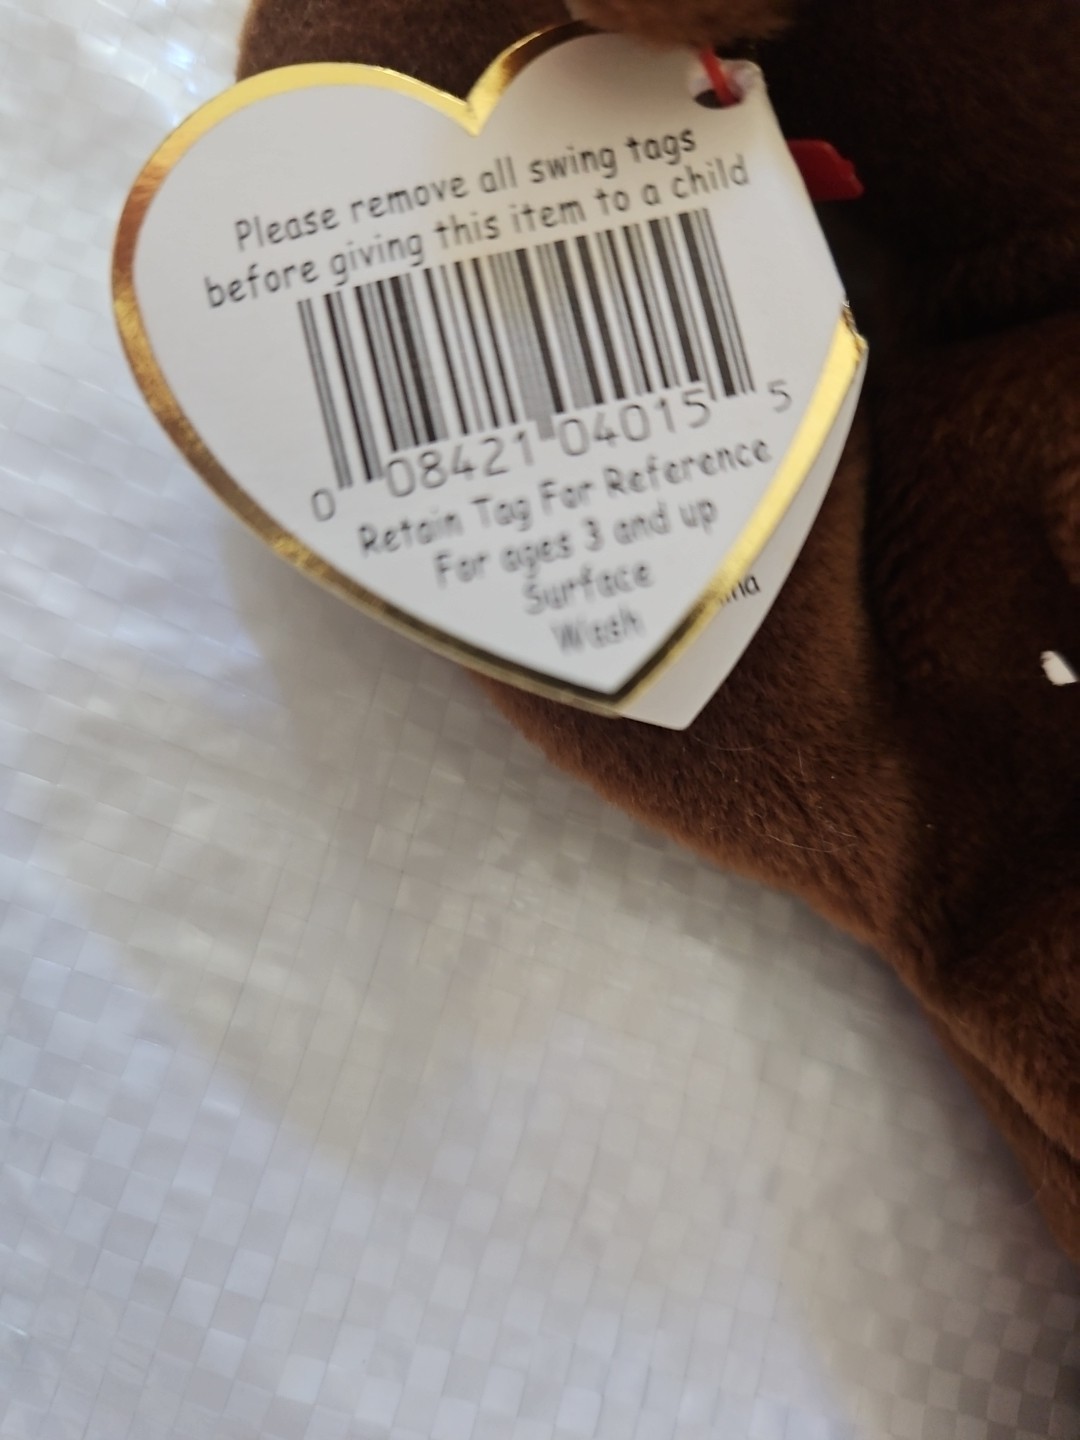 Please remove all swing tags
before giving this item to a child
0 08421 04015 5
Retain Tag For Reference
For ages 3 and up
Surface
Wash